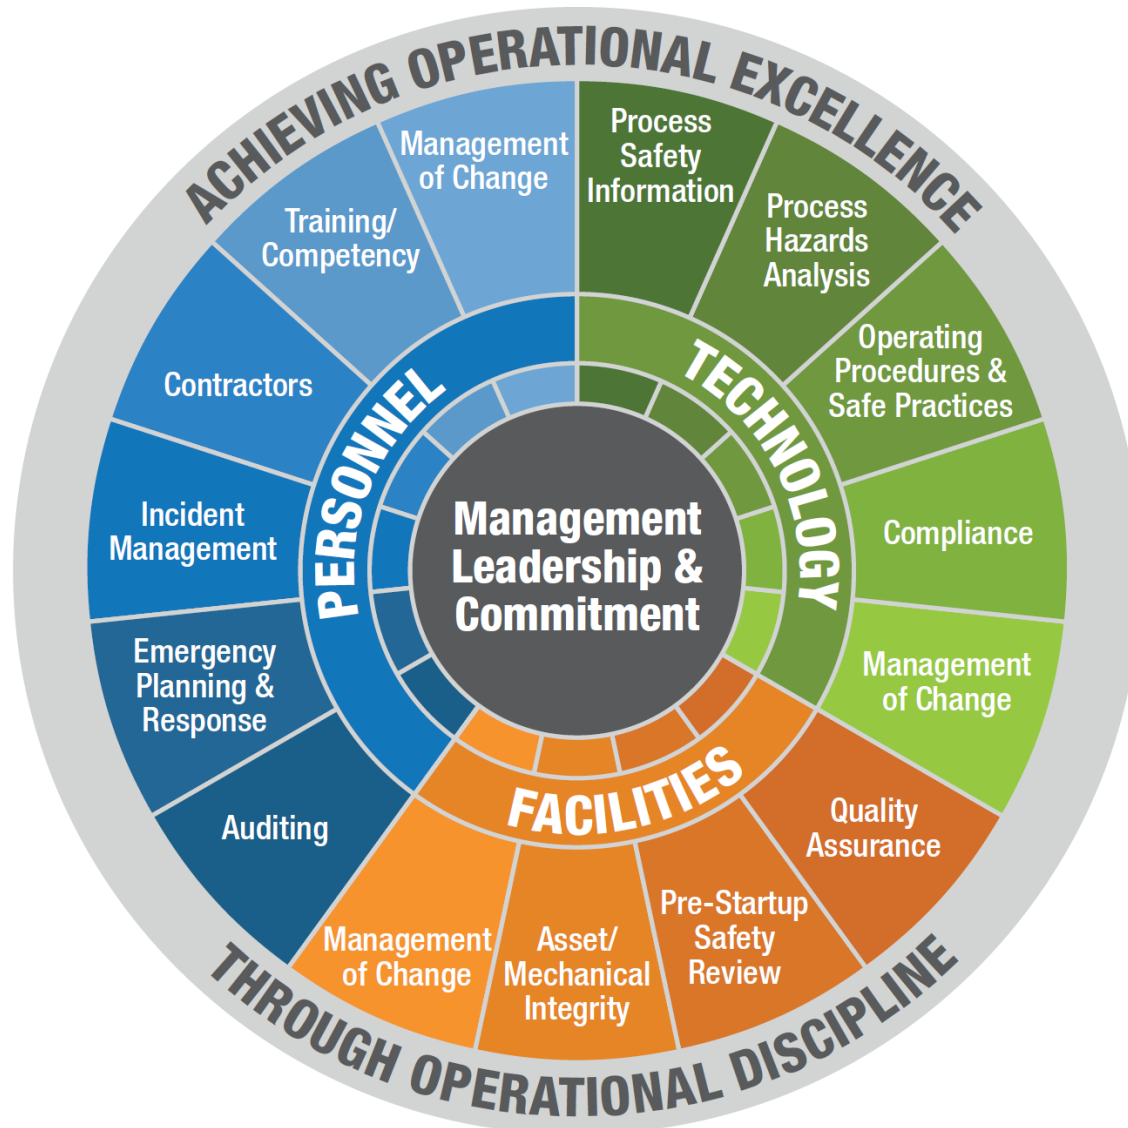 ACHIEVING OPERATIONAL EXCELLENCE
Process
Safety
Information
Process
Hazards
Analysis
Operating
Procedures &
Safe Practices
Compliance
Management
of Change
TECHNOLOGY
Quality
Assurance
Pre-Startup
Safety
Review
Asset/
Mechanical
Integrity
Management
of Change
FACILITIES
Auditing
Emergency
Planning &
Response
Incident
Management
Contractors
Training/
Competency
Management
of Change
PERSONNEL
Management
Leadership &
Commitment
THROUGH OPERATIONAL DISCIPLINE